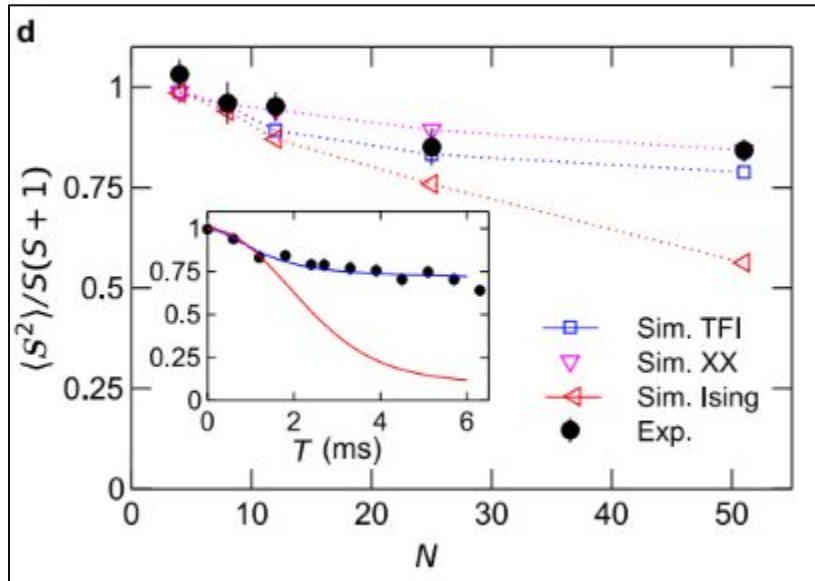 d
⟨S²⟩/S(S + 1)
1
0.75
0.5
0.25
0
1
0.75
0.5
0.25
0
0 2 4 6
T (ms)
Sim. TFI
Sim. XX
Sim. Ising
Exp.
0 10 20 30 40 50
N